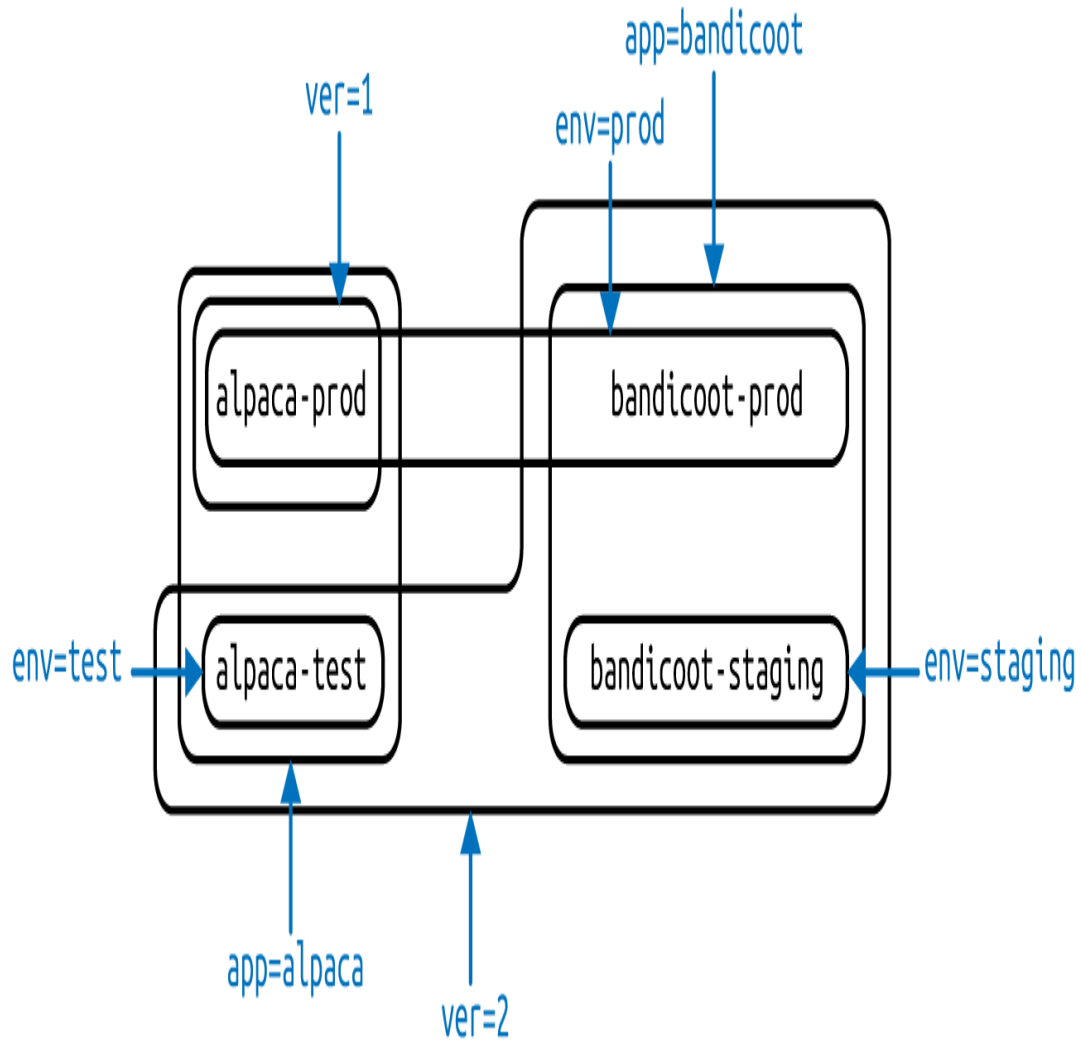 app=bandicoot
ver=1
env=prod
alpaca-prod
bandicoot-prod
env=test
alpaca-test
bandicoot-staging
env=staging
app=alpaca
ver=2